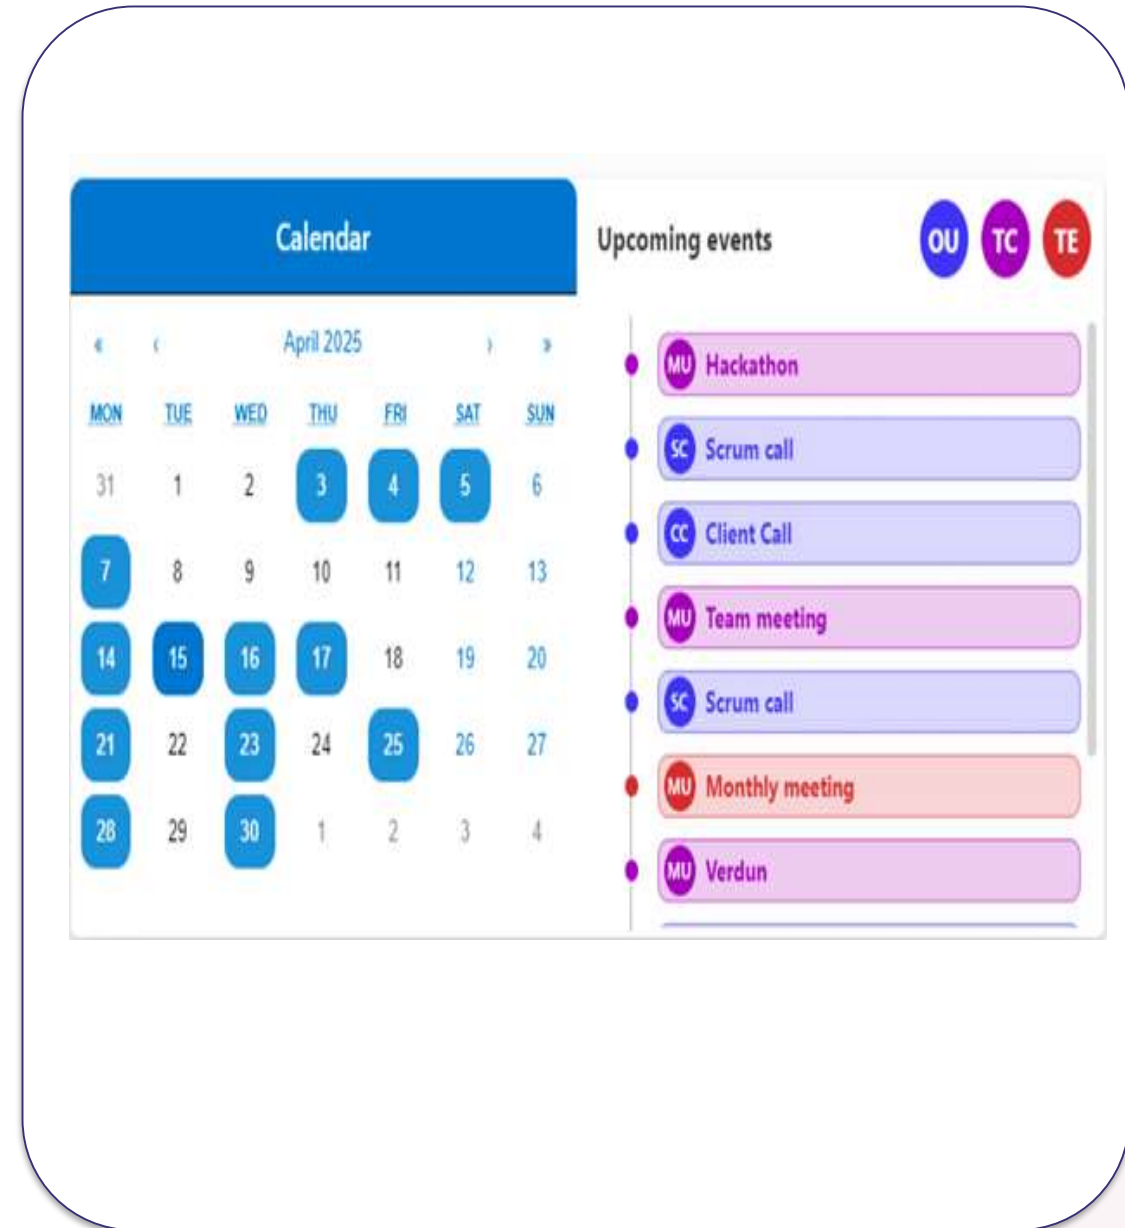 Calendar
« ‹ April 2025 › »
MON TUE WED THU FRI SAT SUN
31 1 2 3 4 5 6
7 8 9 10 11 12 13
14 15 16 17 18 19 20
21 22 23 24 25 26 27
28 29 30 1 2 3 4
Upcoming events OU TC TE
MU Hackathon
SC Scrum call
CC Client Call
MU Team meeting
SC Scrum call
MU Monthly meeting
MU Verdun